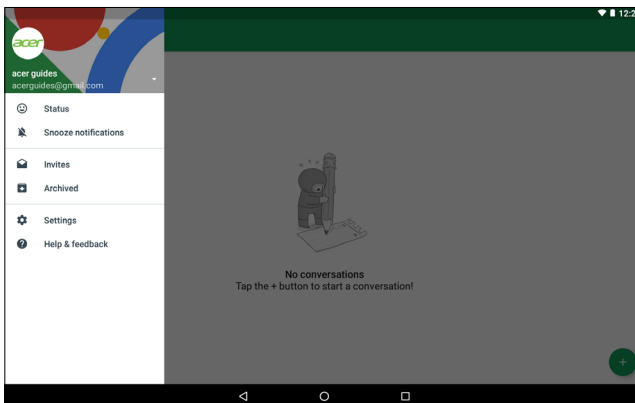 12:2
acer
acer guides
acerguides@gmail.com
Status
Snooze notifications
Invites
Archived
Settings
Help & feedback
No conversations
Tap the + button to start a conversation!
+